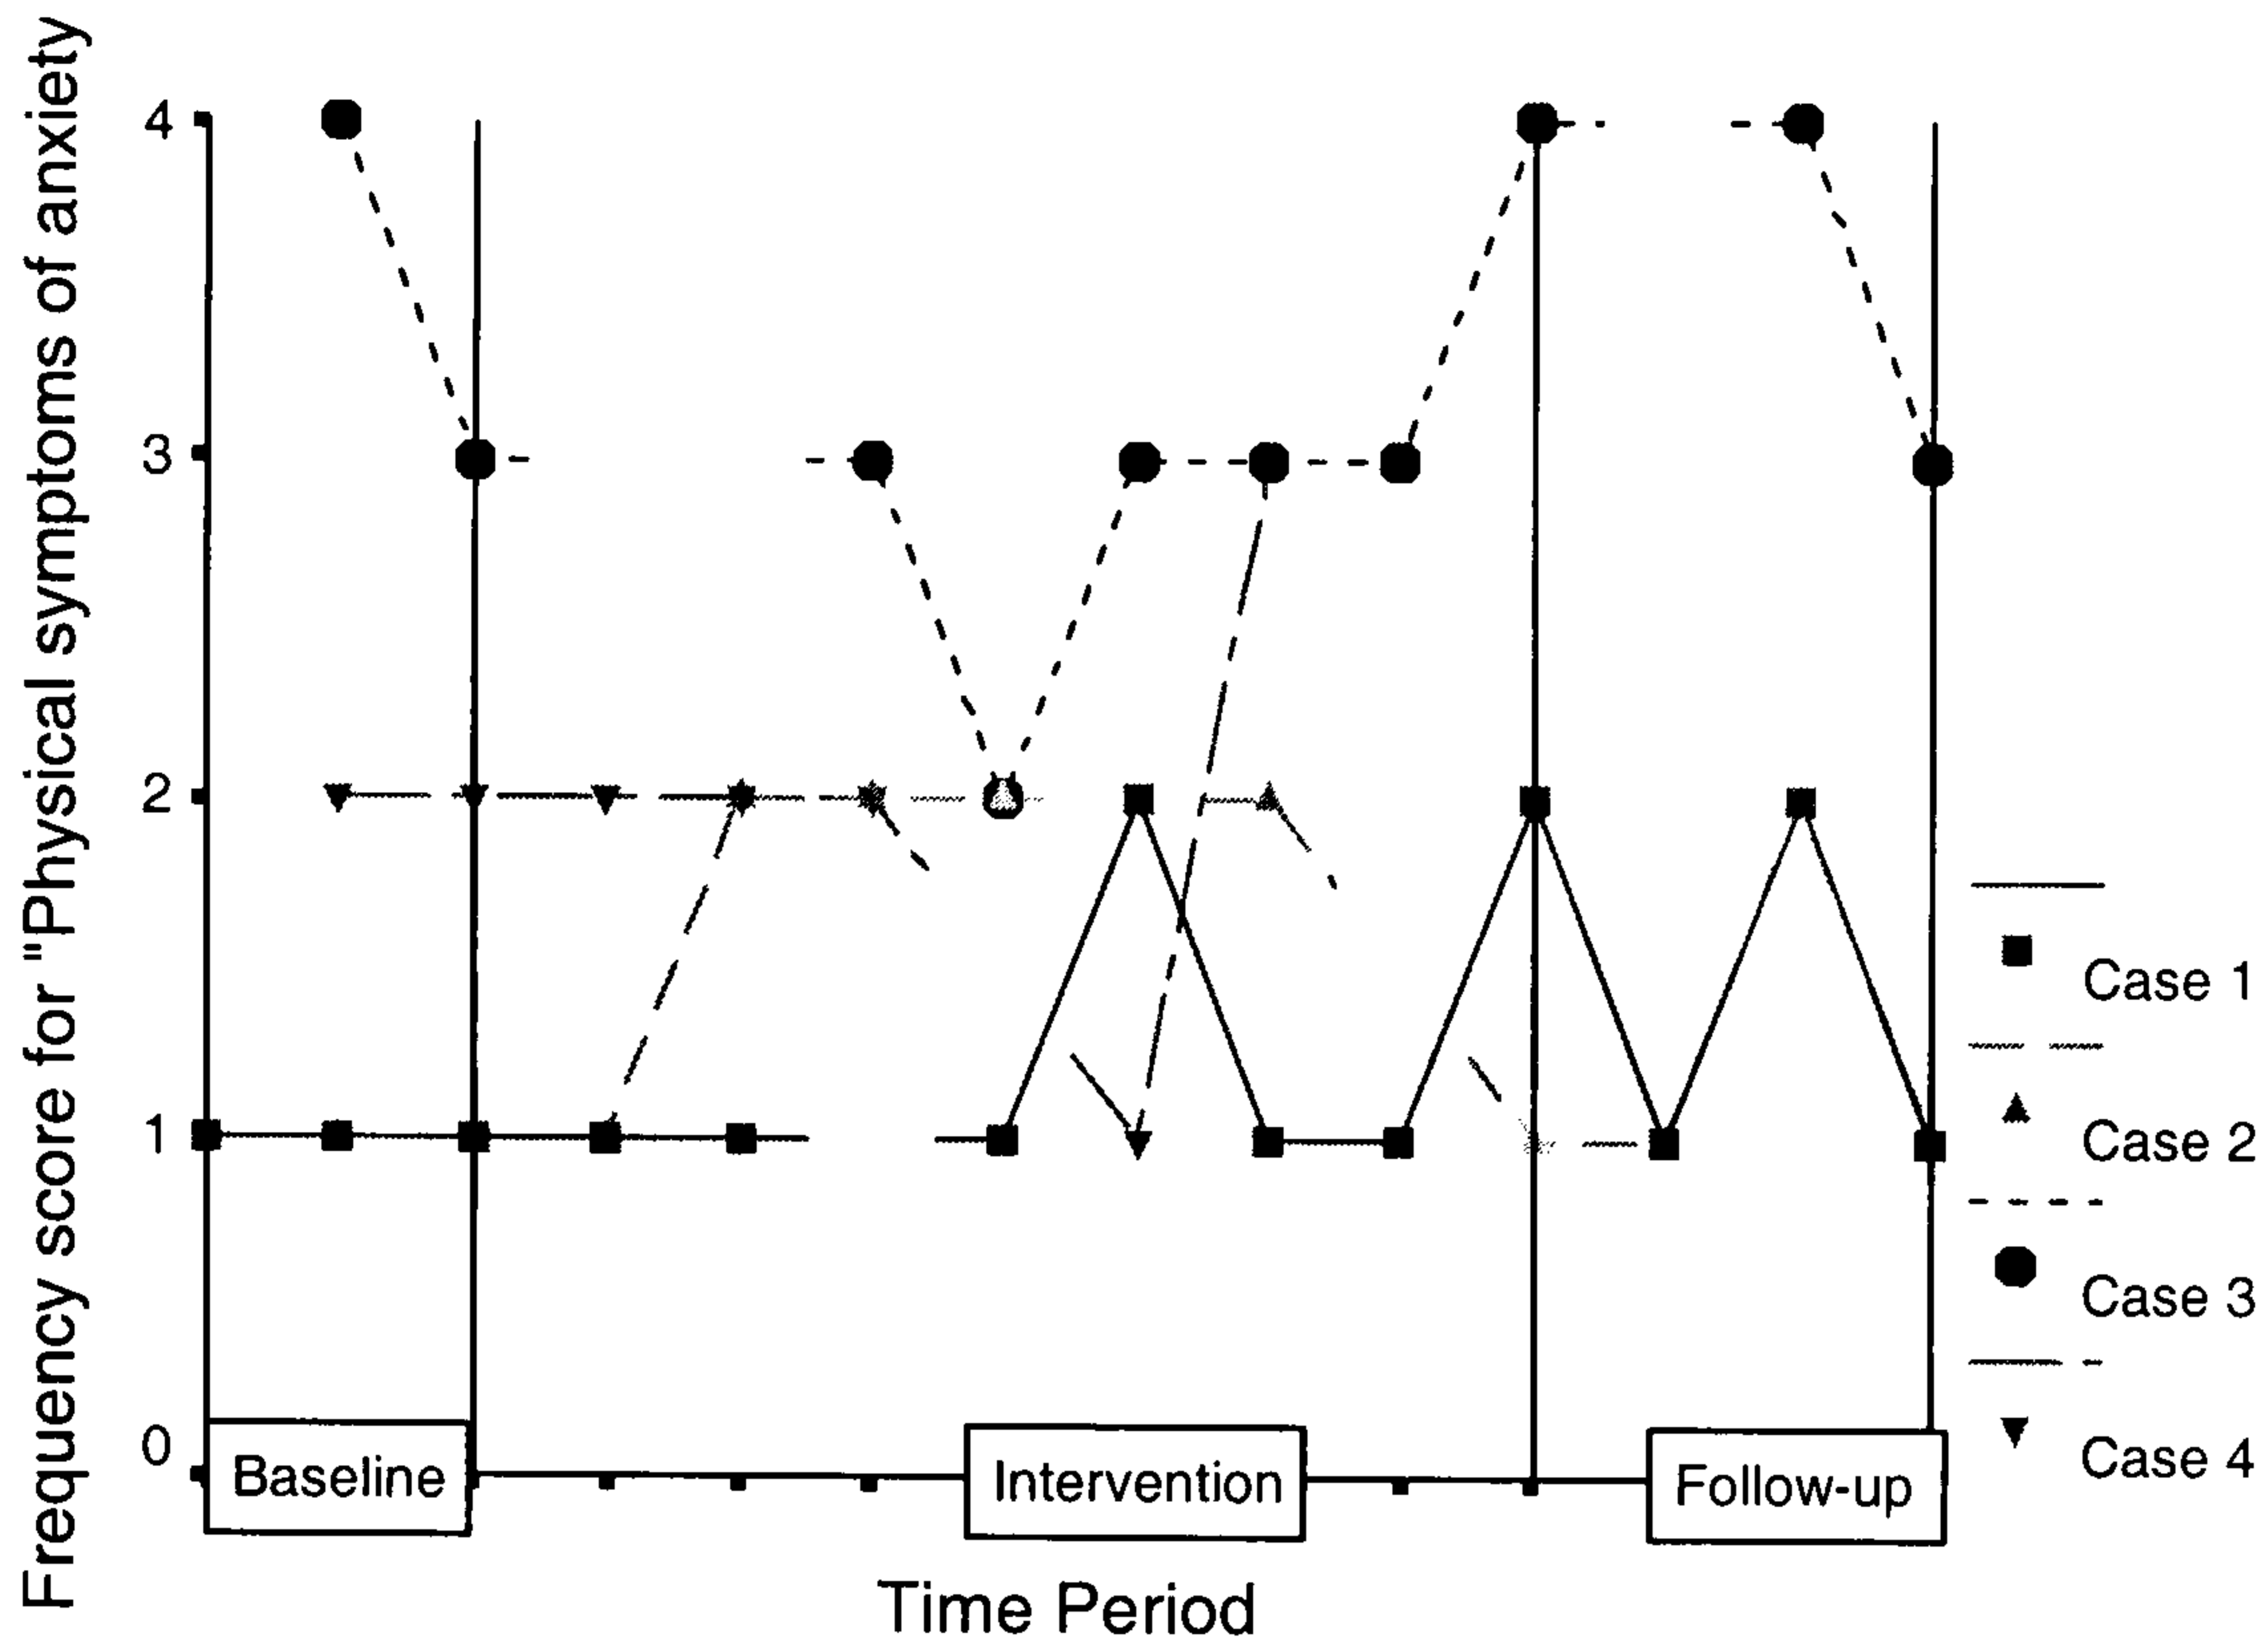 Frequency score for "Physical symptoms of anxiety
4
3
2
1
0
Baseline
Intervention
Follow-up
Time Period
Case 1
Case 2
Case 3
Case 4